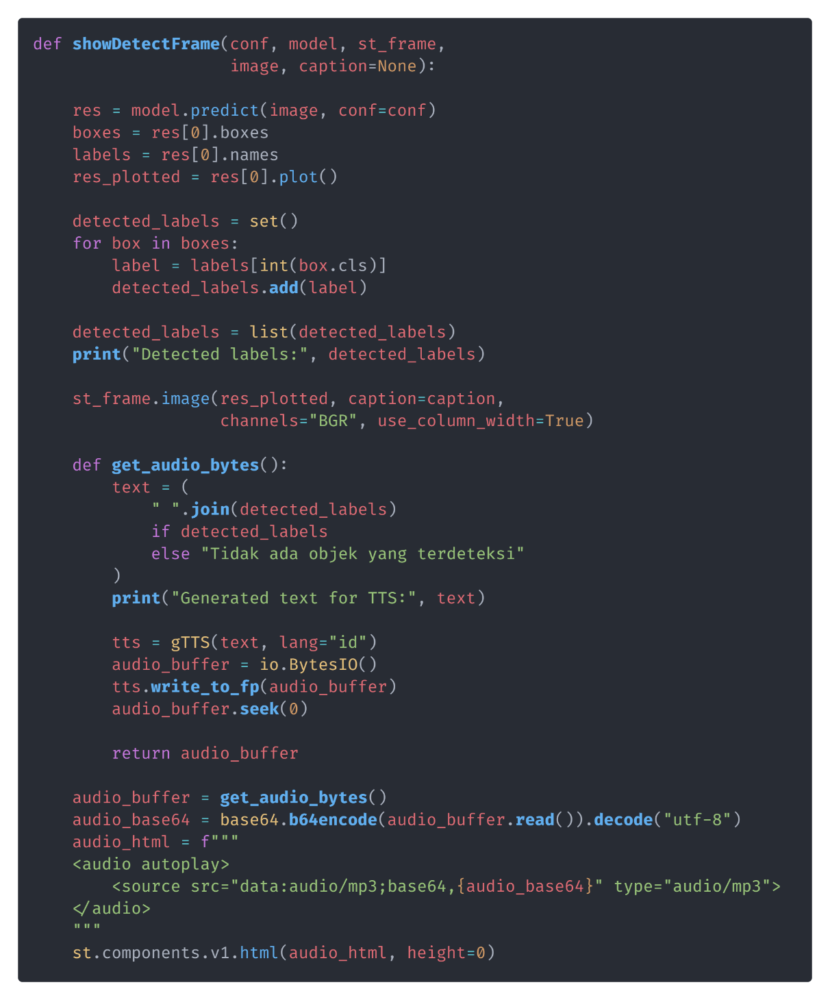 def showDetectFrame(conf, model, st_frame,
                    image, caption=None):

    res = model.predict(image, conf=conf)
    boxes = res[0].boxes
    labels = res[0].names
    res_plotted = res[0].plot()

    detected_labels = set()
    for box in boxes:
        label = labels[int(box.cls)]
        detected_labels.add(label)

    detected_labels = list(detected_labels)
    print("Detected labels:", detected_labels)

    st_frame.image(res_plotted, caption=caption,
                   channels="BGR", use_column_width=True)

    def get_audio_bytes():
        text = (
            " ".join(detected_labels)
            if detected_labels
            else "Tidak ada objek yang terdeteksi"
        )
        print("Generated text for TTS:", text)

        tts = gTTS(text, lang="id")
        audio_buffer = io.BytesIO()
        tts.write_to_fp(audio_buffer)
        audio_buffer.seek(0)

        return audio_buffer

    audio_buffer = get_audio_bytes()
    audio_base64 = base64.b64encode(audio_buffer.read()).decode("utf-8")
    audio_html = f"""
    <audio autoplay>
        <source src="data:audio/mp3;base64,{audio_base64}" type="audio/mp3">
    </audio>
    """
    st.components.v1.html(audio_html, height=0)